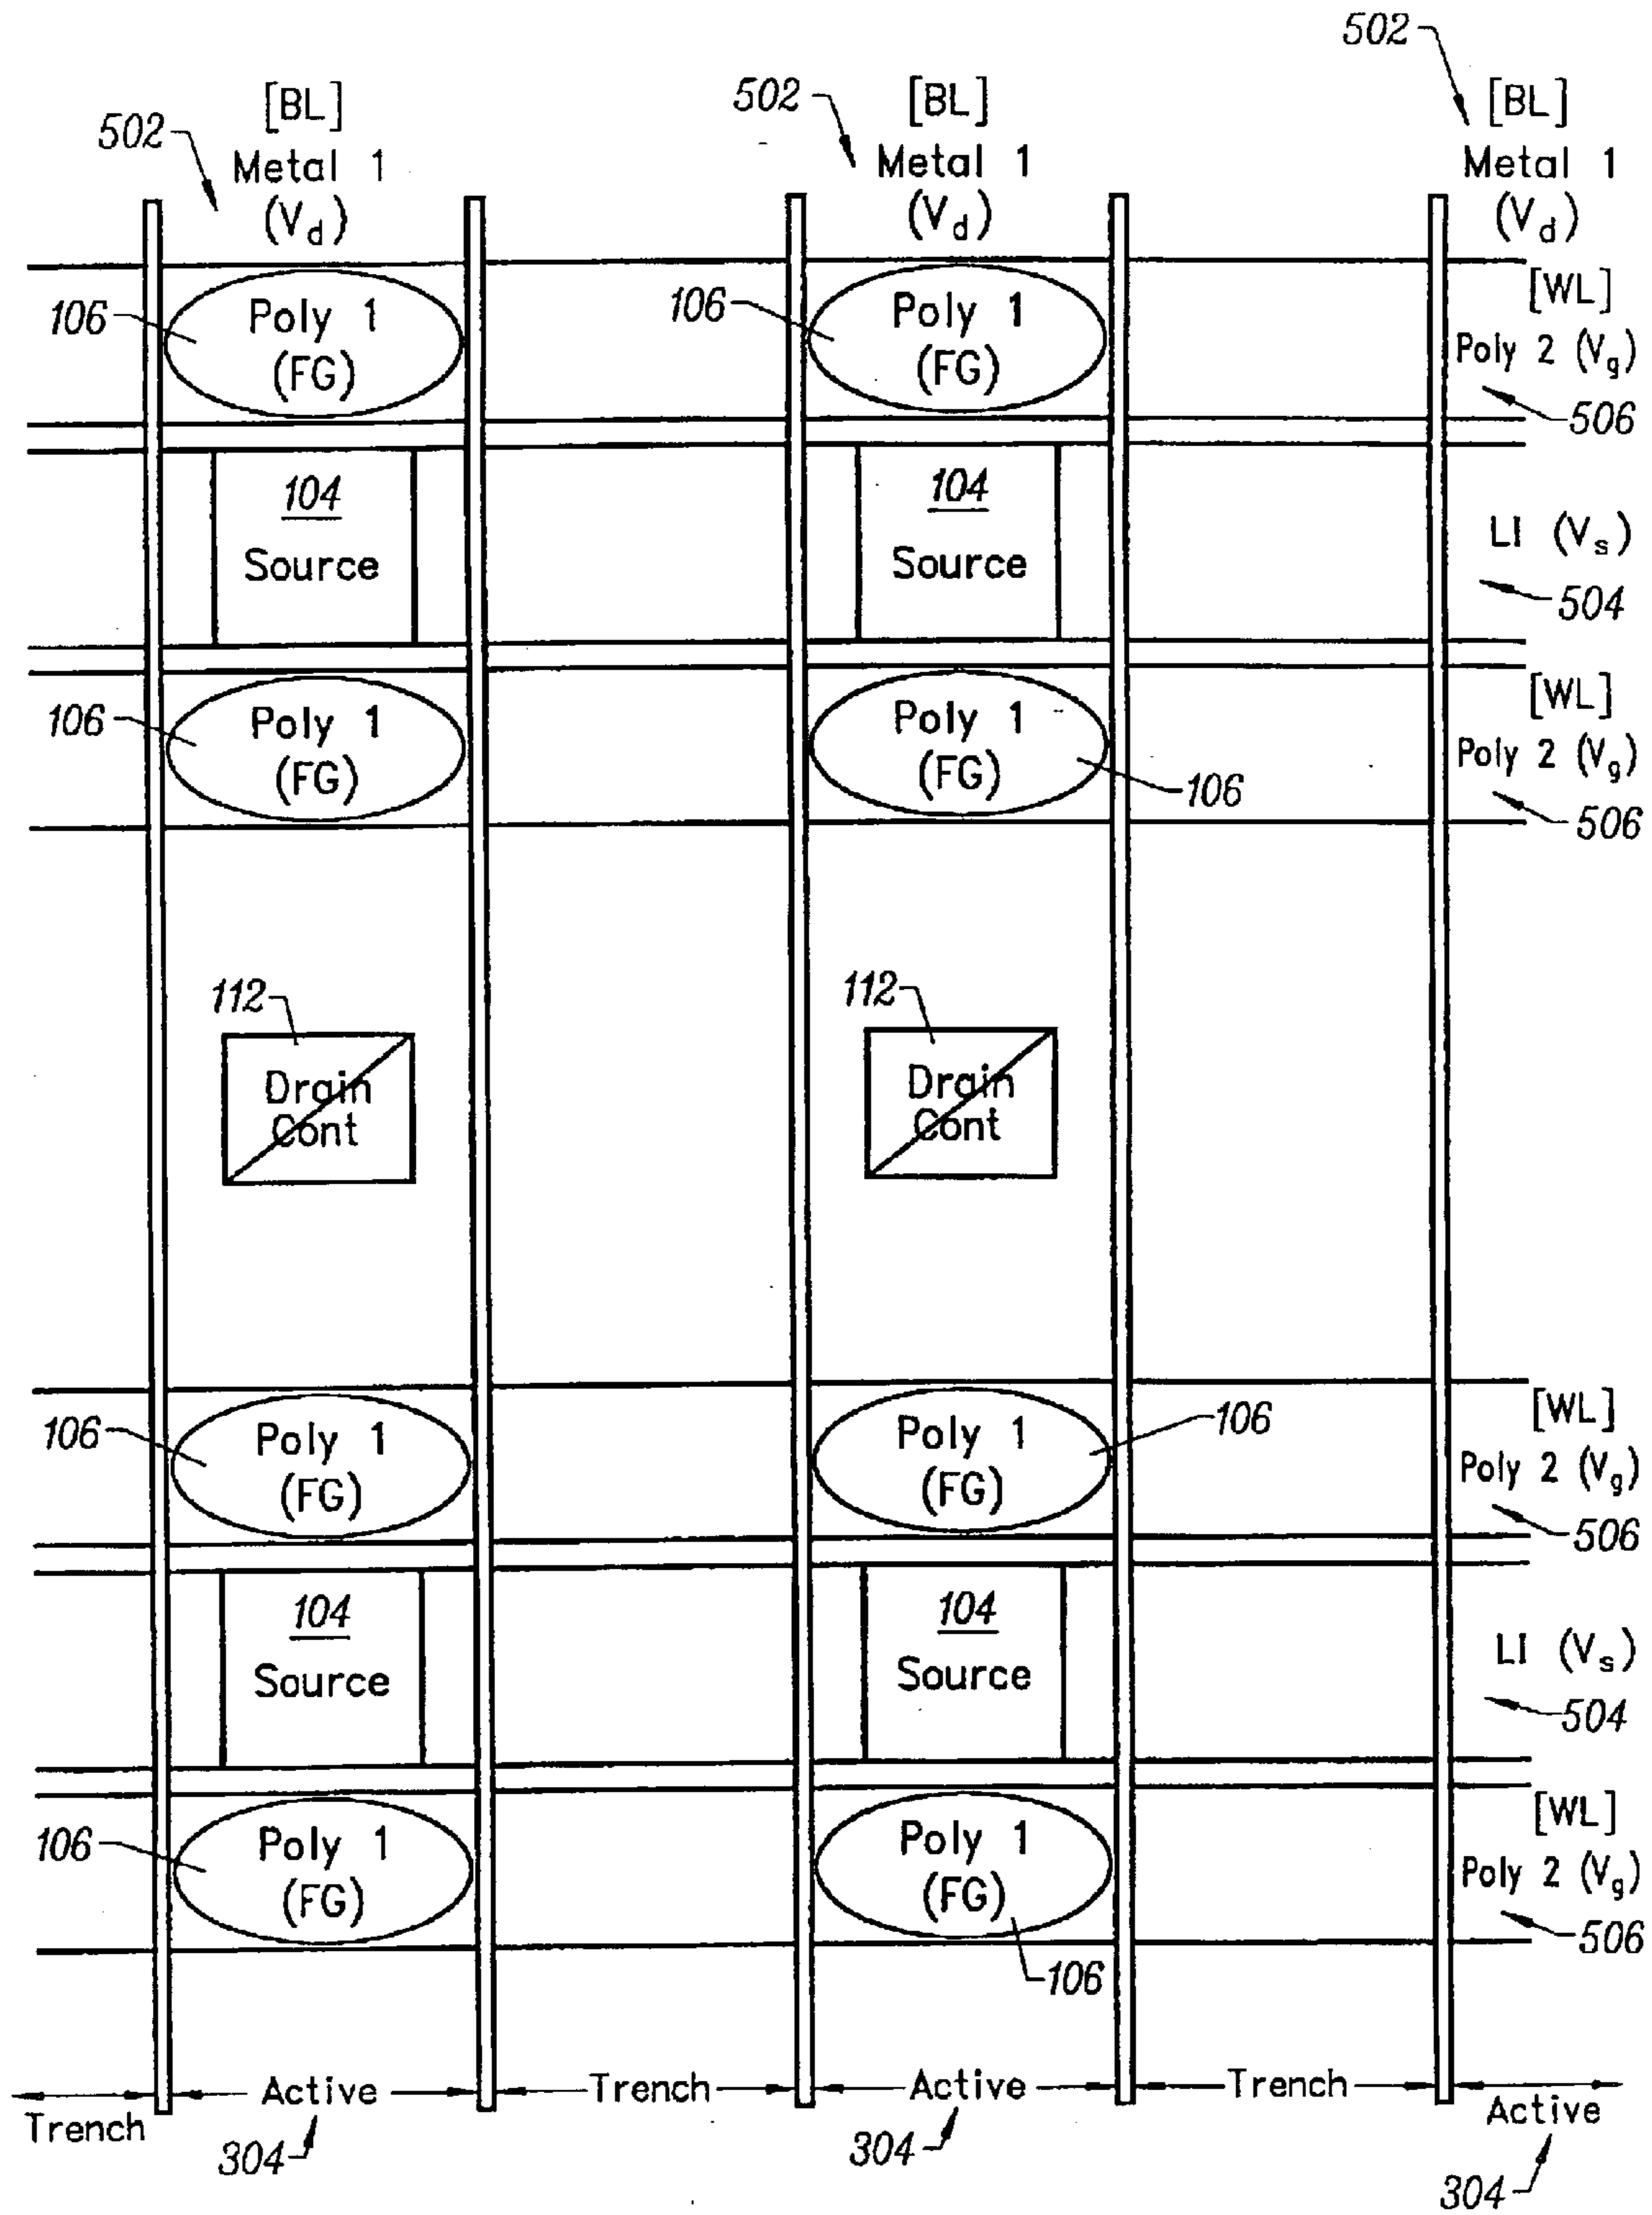 502
502 [BL] 502 [BL] [BL]
Metal 1 Metal 1 Metal 1
(Vd) (Vd) (Vd)
[WL]
106 Poly 1 106 Poly 1 Poly 2 (Vg)
(FG) (FG) 506
104 104
Source Source LI (Vs)
504
[WL]
106 Poly 1 Poly 1 Poly 2 (Vg)
(FG) (FG) 106 506
112 112
Drain Drain
Cont Cont
[WL]
106 Poly 1 Poly 1 106 Poly 2 (Vg)
(FG) (FG) 506
104 104
Source Source LI (Vs)
504
[WL]
106 Poly 1 Poly 1 Poly 2 (Vg)
(FG) (FG) 506
106
Trench Active Trench Active Trench Active
304 304 304